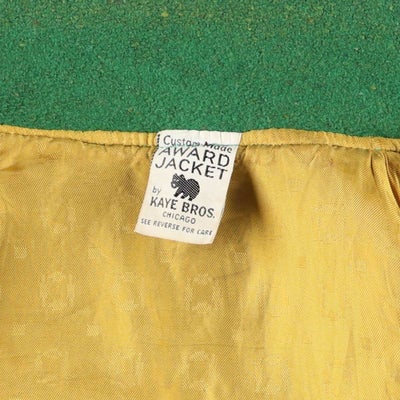 Custom Made
AWARD
JACKET
by
KAYE BROS.
CHICAGO
SEE REVERSE FOR CARE